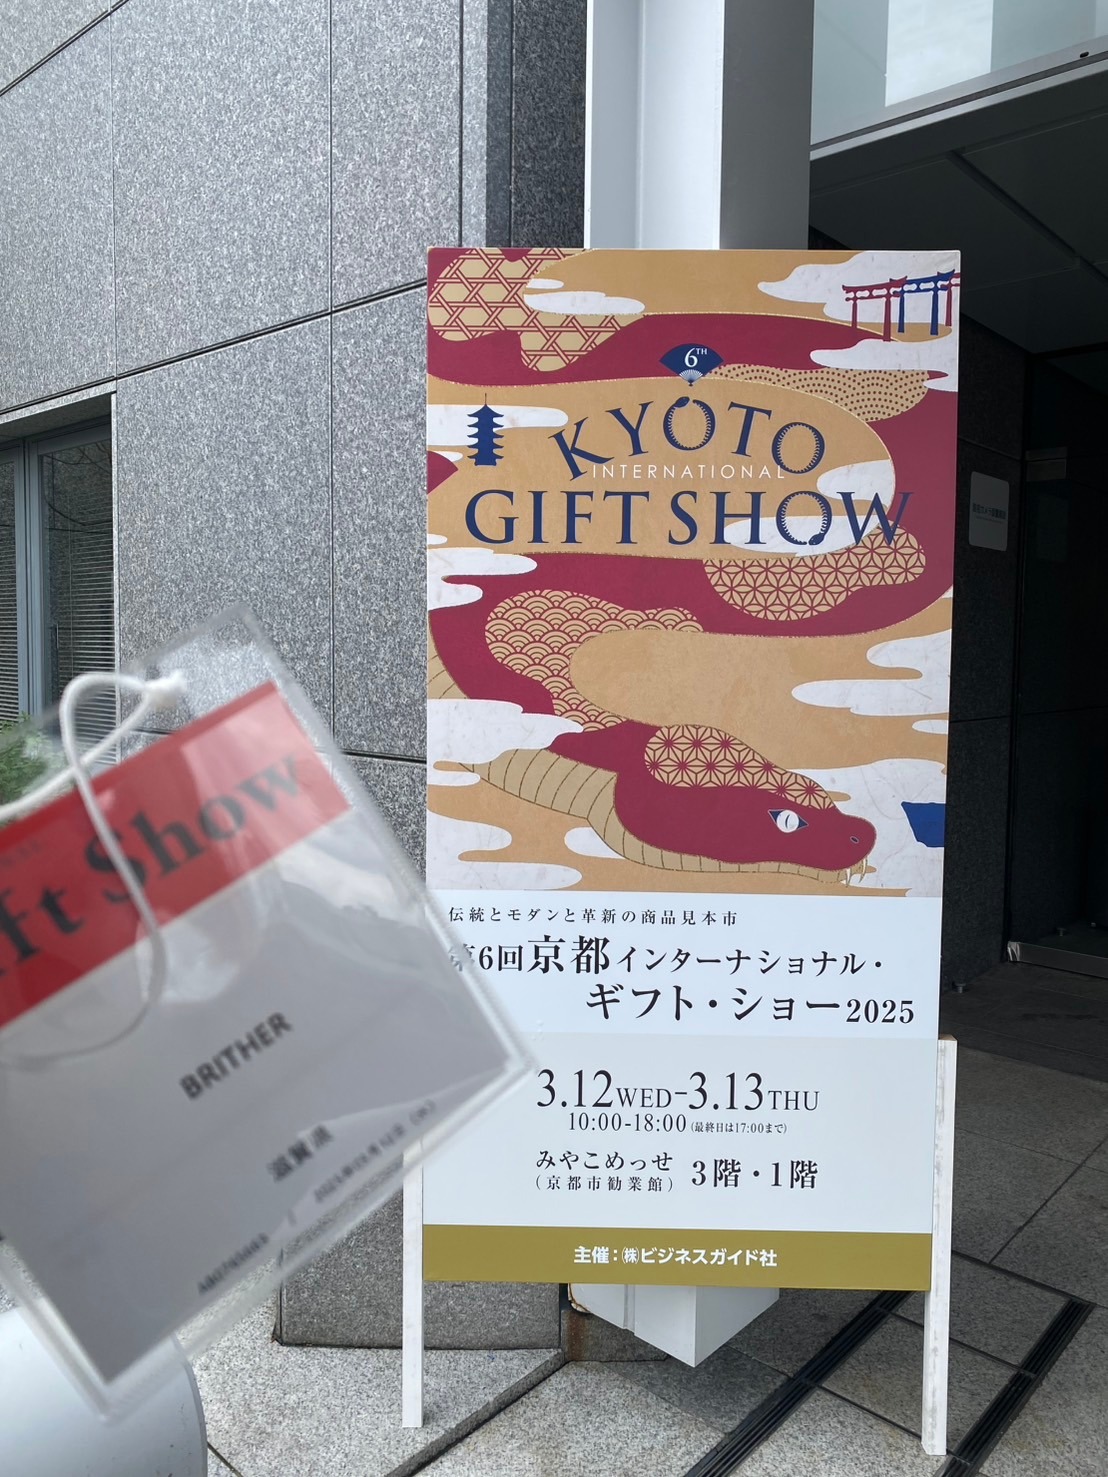 6TH
KYOTO
INTERNATIONAL
GIFT SHOW
伝統とモダンと革新の商品見本市
第6回京都インターナショナル・
ギフト・ショー2025
3.12WED-3.13THU
10:00-18:00(最終日は17:00まで)
みやこめっせ 3階・1階
(京都市勧業館)
主催:㈱ビジネスガイド社
ft Show
BRITHER
滋賀県